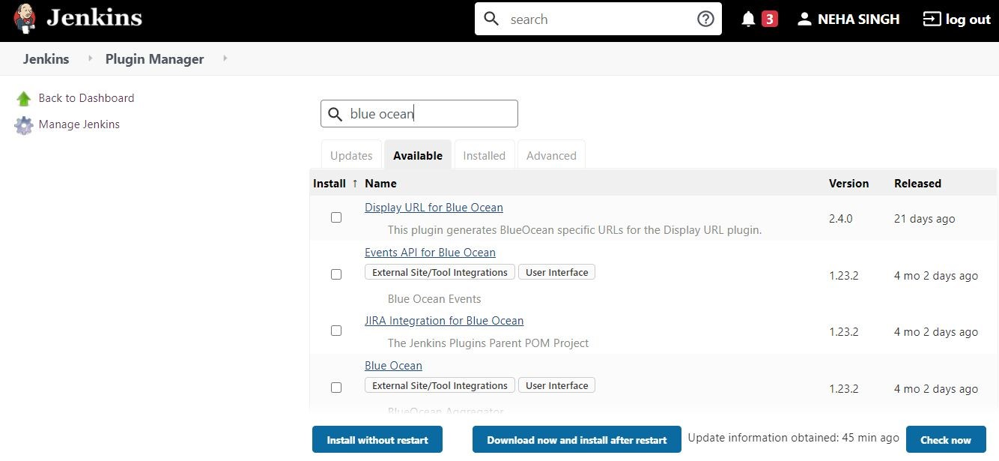 Jenkins
search
3
NEHA SINGH
log out
Jenkins
Plugin Manager
Back to Dashboard
Manage Jenkins
blue ocean
Updates
Available
Installed
Advanced
Install ↑ Name Version Released
Display URL for Blue Ocean
This plugin generates BlueOcean specific URLs for the Display URL plugin.
2.4.0
21 days ago
Events API for Blue Ocean
External Site/Tool Integrations
User Interface
Blue Ocean Events
1.23.2
4 mo 2 days ago
JIRA Integration for Blue Ocean
The Jenkins Plugins Parent POM Project
1.23.2
4 mo 2 days ago
Blue Ocean
External Site/Tool Integrations
User Interface
BlueOcean Aggregator
1.23.2
4 mo 2 days ago
Install without restart
Download now and install after restart
Update information obtained: 45 min ago
Check now